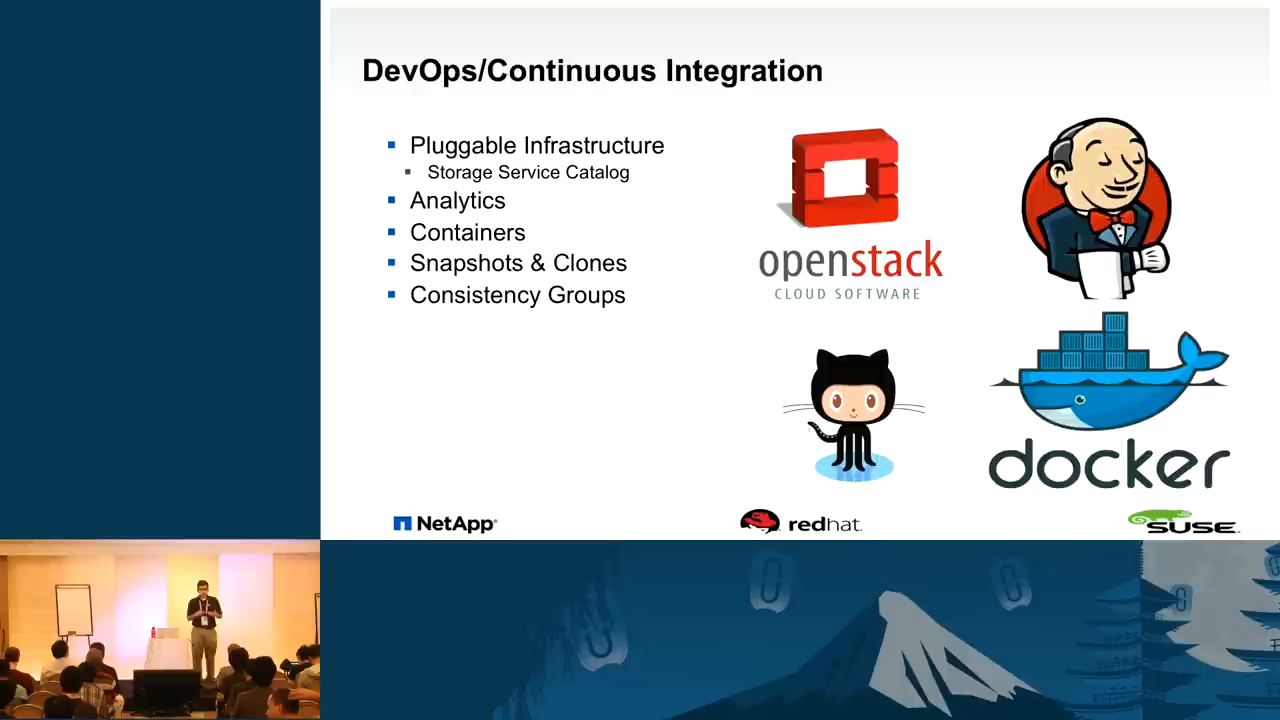 DevOps/Continuous Integration
Pluggable Infrastructure
Storage Service Catalog
Analytics
Containers
Snapshots & Clones
Consistency Groups
openstack
CLOUD SOFTWARE
docker
NetApp
redhat.
SUSE